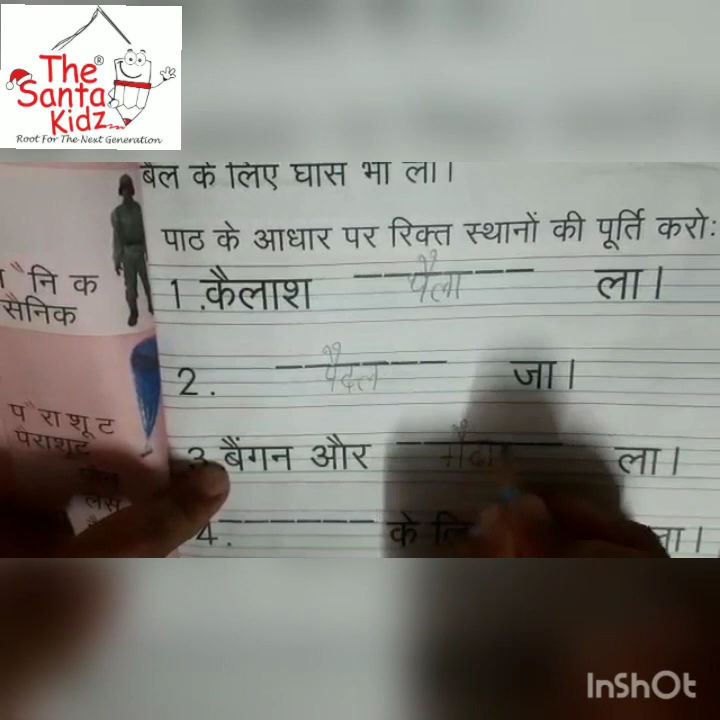 The Santa Kidz®
Root For The Next Generation
बैल के लिए घास भी ला।
पाठ के आधार पर रिक्त स्थानों की पूर्ति करो:
1.कैलाश थैला ला।
2. पैदल जा।
3.बैंगन और मैदा ला।
4. के ला।
नि क
सैनिक
पै रा शू ट
पैराशूट
InShOt